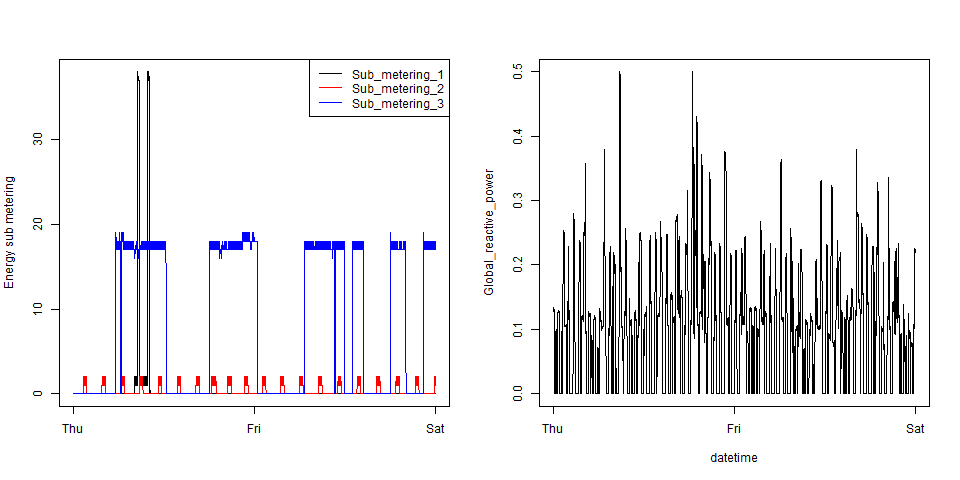 Energy sub metering
30
20
10
0
Sub_metering_1
Sub_metering_2
Sub_metering_3
Thu
Fri
Sat
Global_reactive_power
0.5
0.4
0.3
0.2
0.1
0.0
Thu
Fri
Sat
datetime